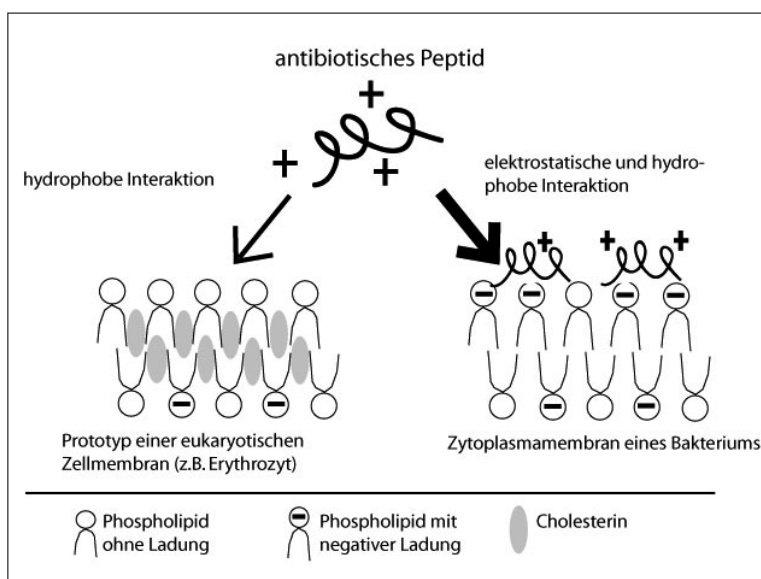 antibiotisches Peptid
hydrophobe Interaktion
elektrostatische und hydro-
phobe Interaktion
Prototyp einer eukaryotischen
Zellmembran (z.B. Erythrozyt)
Zytoplasmamembran eines Bakteriums
Phospholipid
ohne Ladung
Phospholipid mit
negativer Ladung
Cholesterin